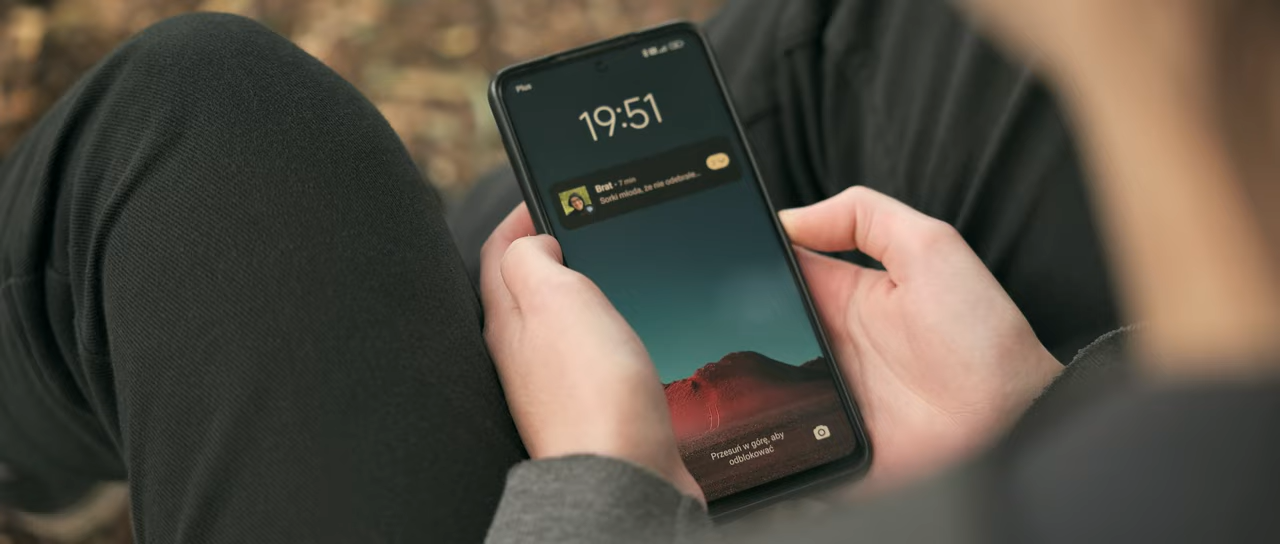 Plus
19:51
Brat • 7 min
Sorki młoda, że nie odebrałe...
Przesuń w górę, aby
odblokować